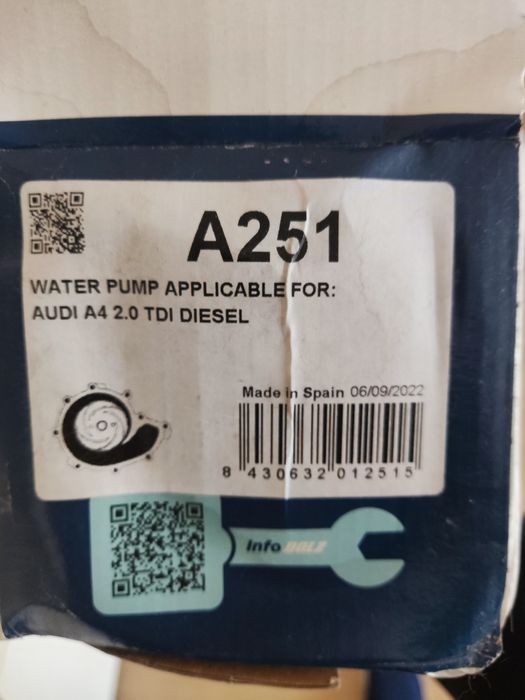 A251
WATER PUMP APPLICABLE FOR:
AUDI A4 2.0 TDI DIESEL
Made in Spain 06/09/2022
8 430632 012515
Info DOLZ